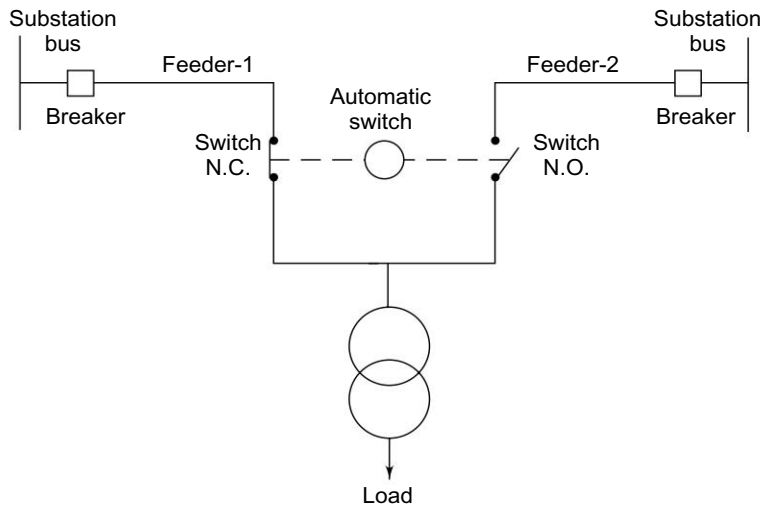 Substation
bus
Substation
bus
Feeder-1
Feeder-2
Breaker
Automatic
switch
Breaker
Switch
N.C.
Switch
N.O.
Load